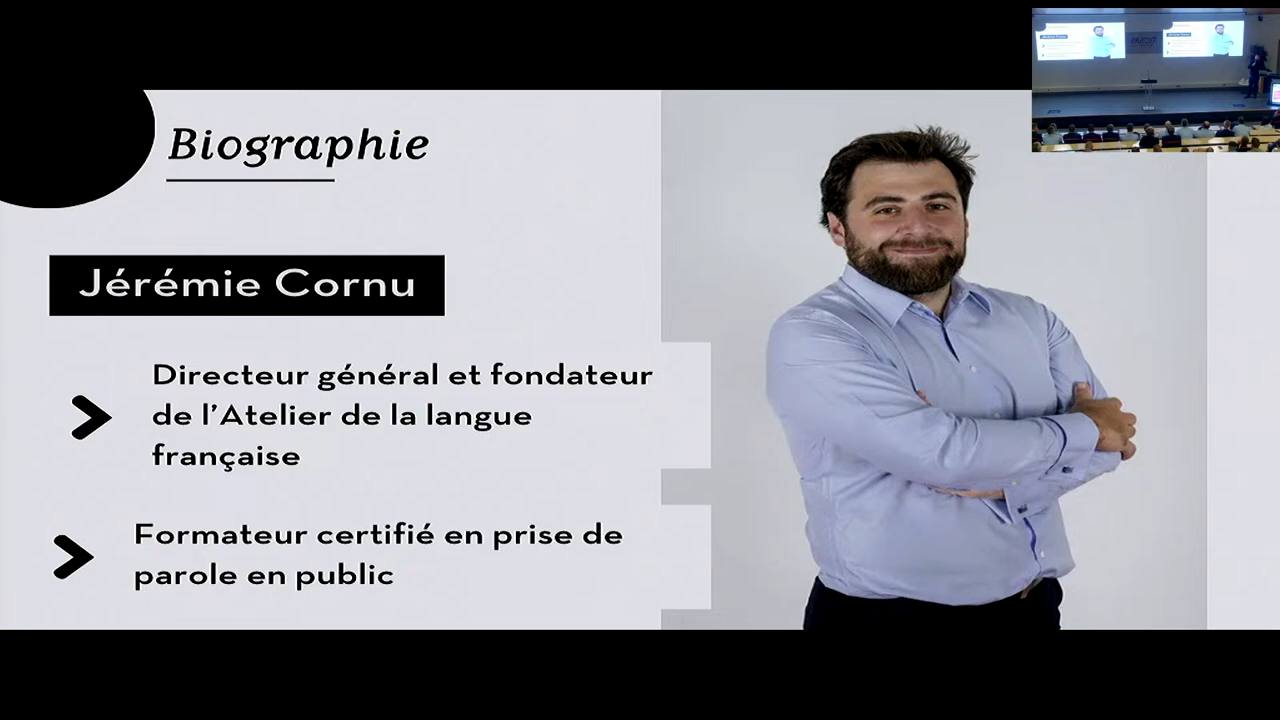 Biographie
Jérémie Cornu
Directeur général et fondateur
de l'Atelier de la langue
française
Formateur certifié en prise de
parole en public